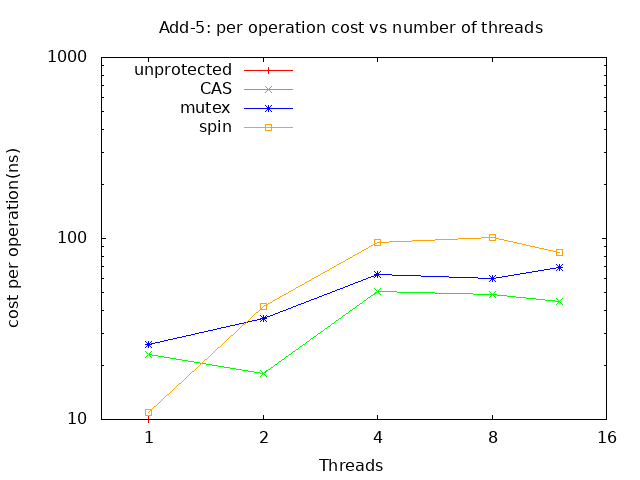 Add-5: per operation cost vs number of threads
1000
unprotected
CAS
mutex
spin
100
10
cost per operation(ns)
1 2 4 8 16
Threads